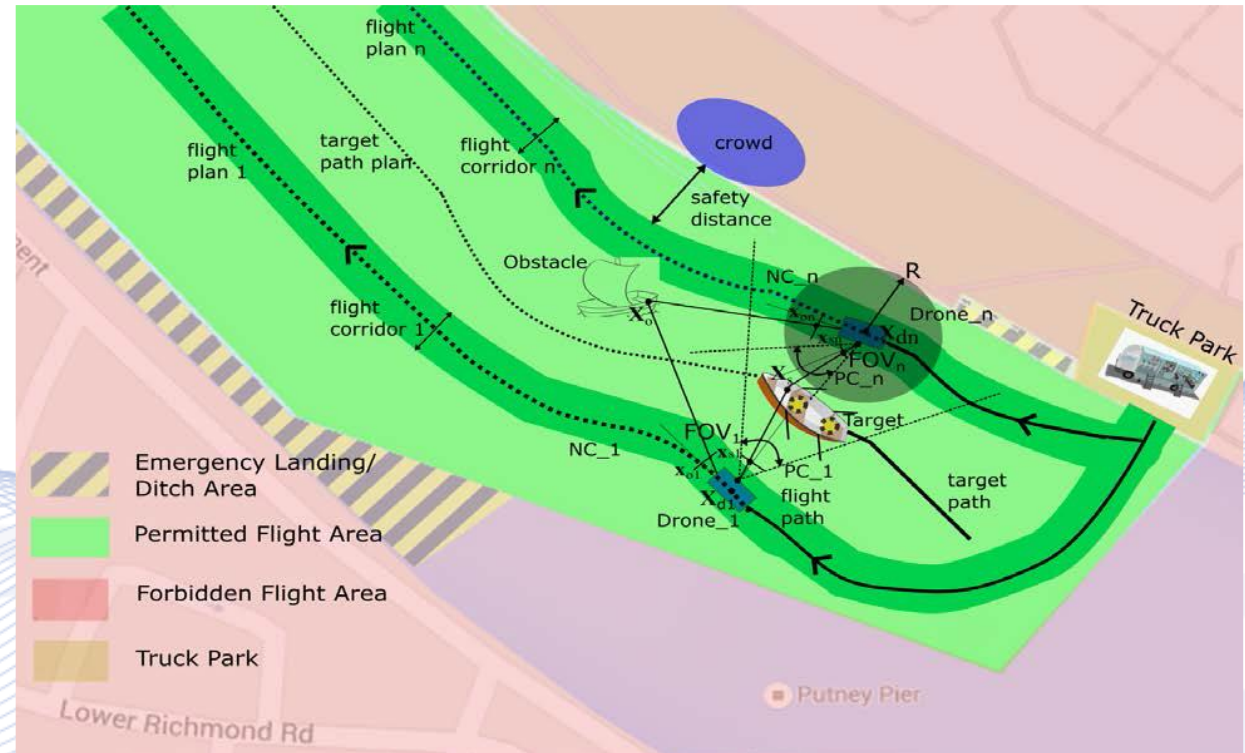 flight
plan n
crowd
flight
corridor n
target
path plan
flight
plan 1
safety
distance
Obstacle
NC_n
R
Drone_n
Truck Park
X_o
X_dn
FOV_n
PC_n
flight
corridor 1
Target
FOV_1
NC_1
PC_1
X_d1
flight
path
Drone_1
target
path
Emergency Landing/
Ditch Area
Permitted Flight Area
Forbidden Flight Area
Truck Park
Putney Pier
Lower Richmond Rd